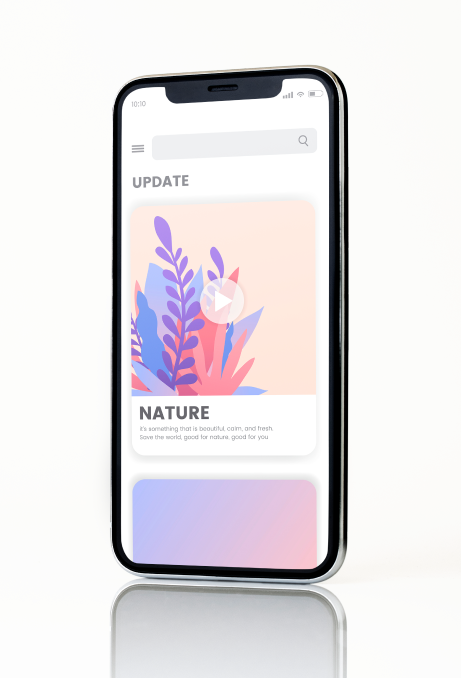 10:10
UPDATE
NATURE
It's something that is beautiful, calm, and fresh.
Save the world, good for nature, good for you